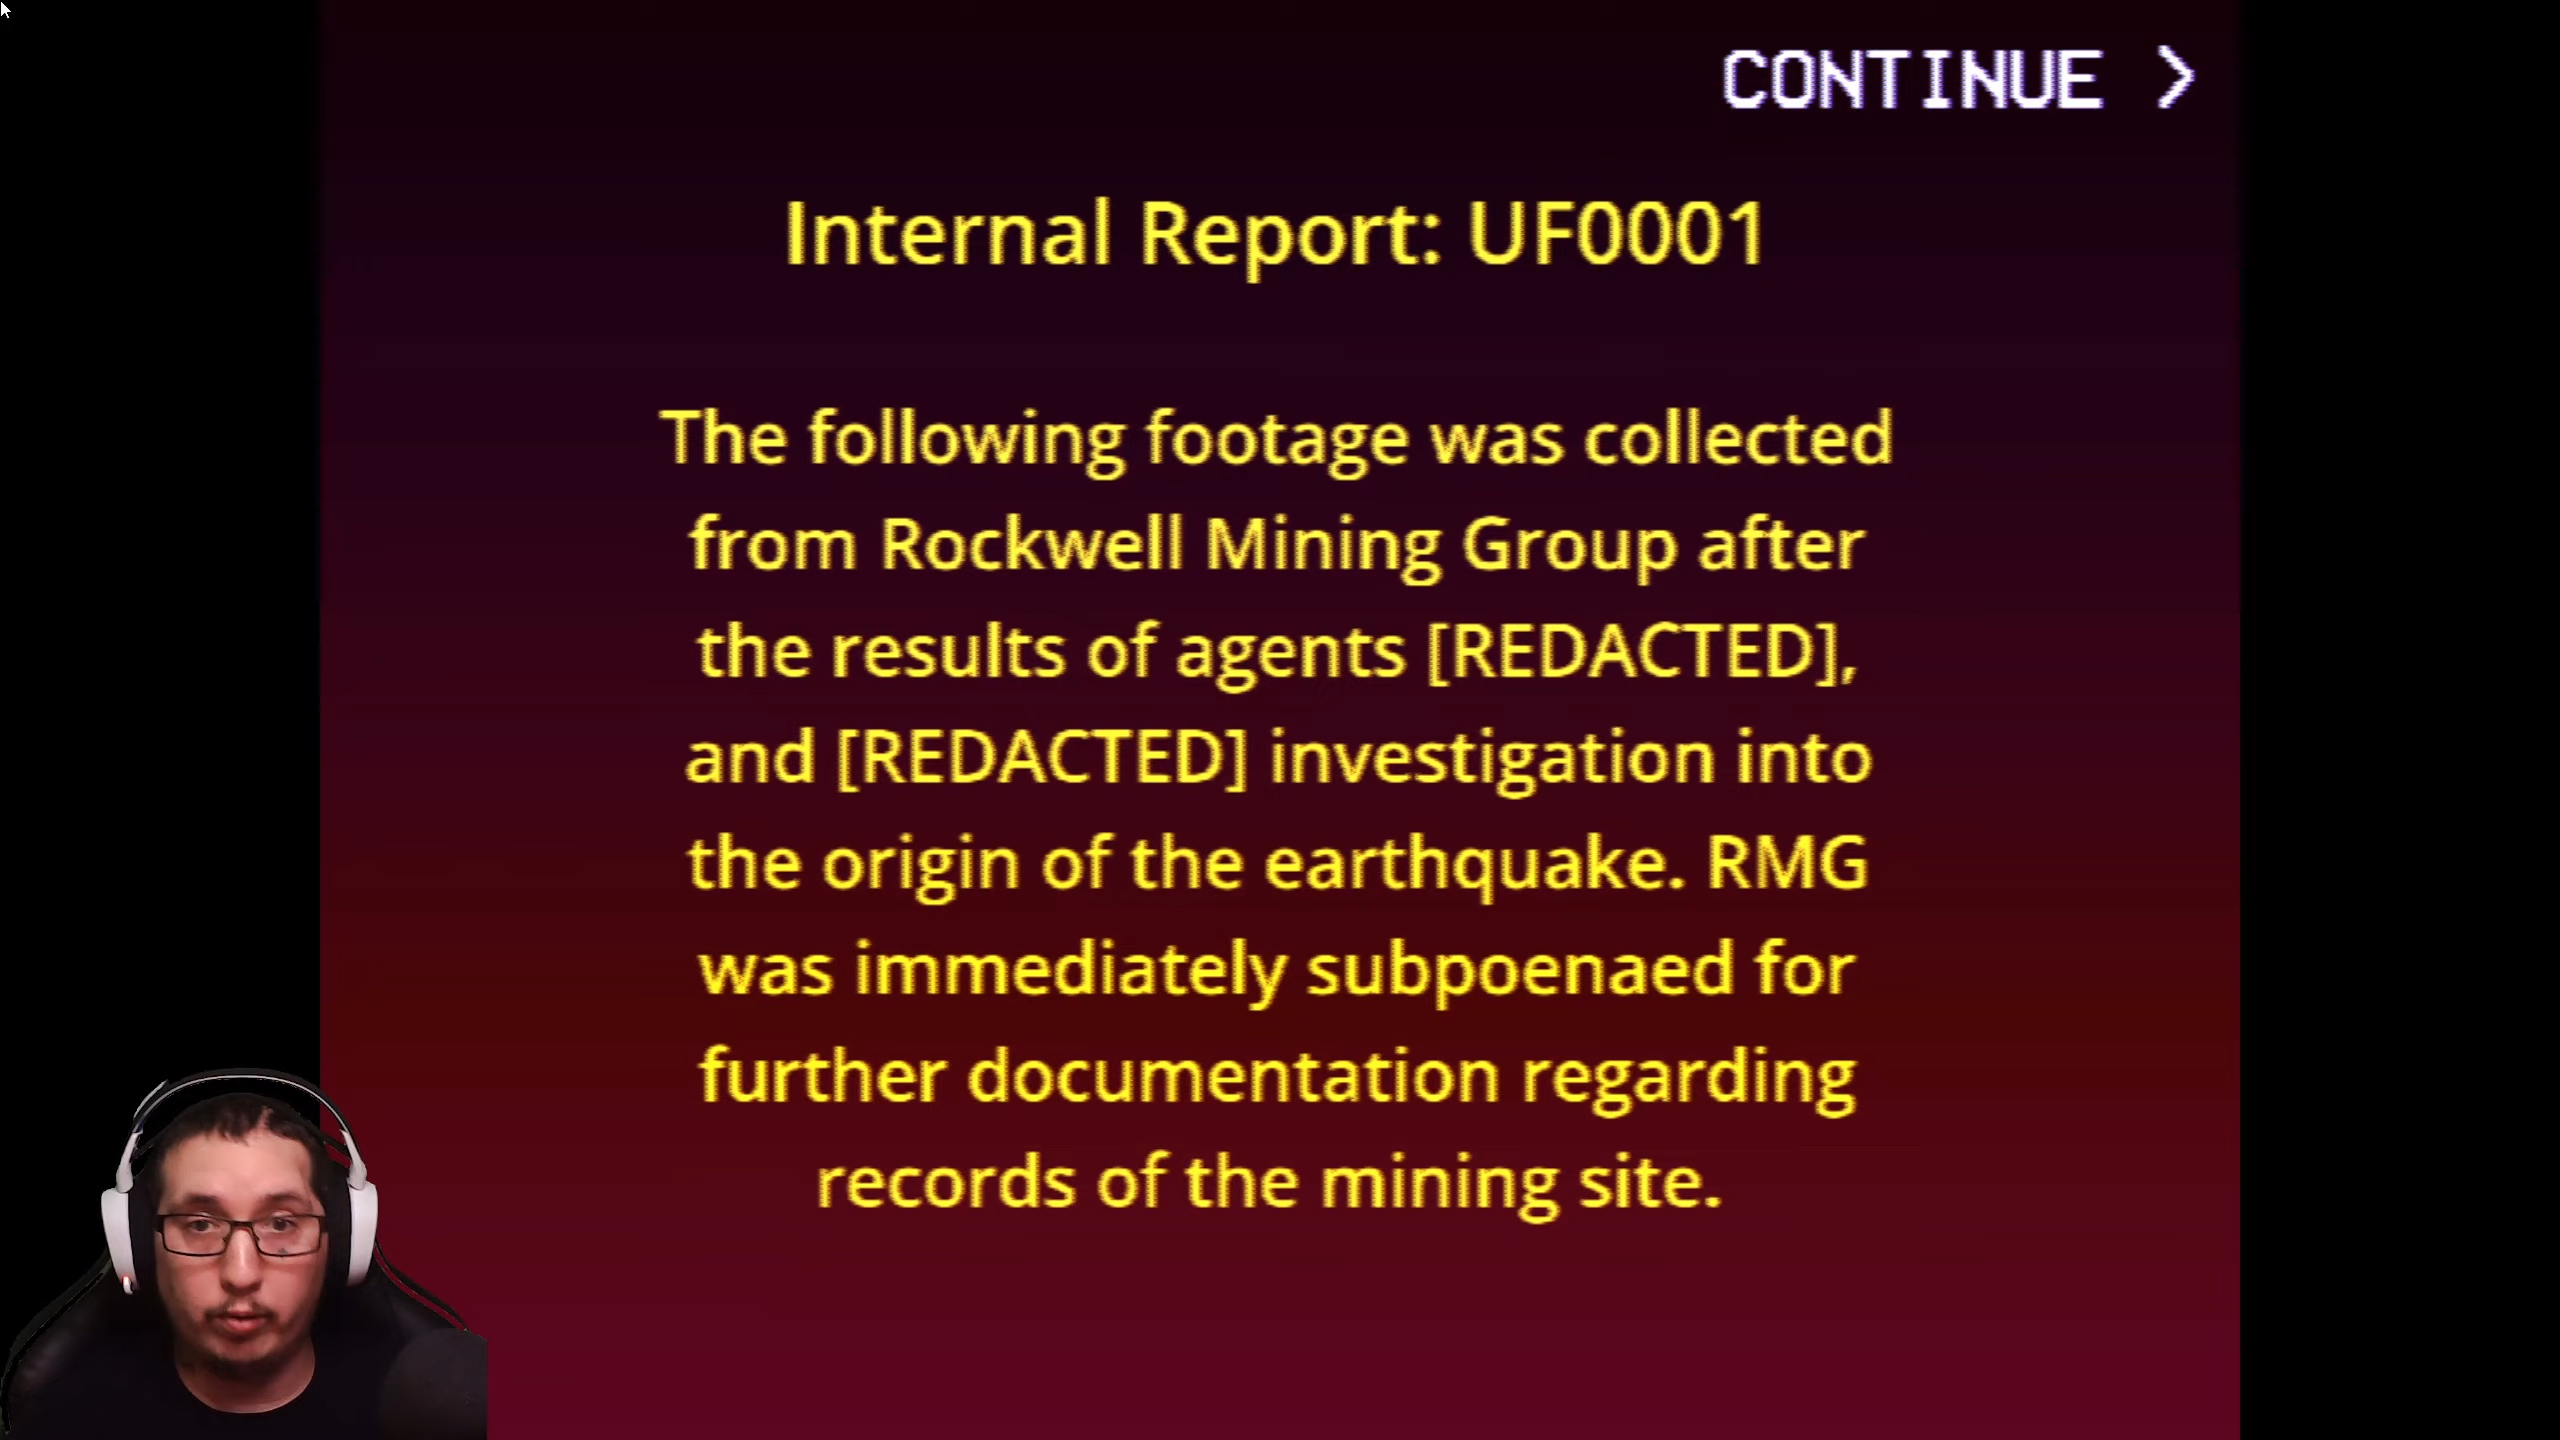 CONTINUE >
Internal Report: UF0001
The following footage was collected
from Rockwell Mining Group after
the results of agents [REDACTED],
and [REDACTED] investigation into
the origin of the earthquake. RMG
was immediately subpoenaed for
further documentation regarding
records of the mining site.